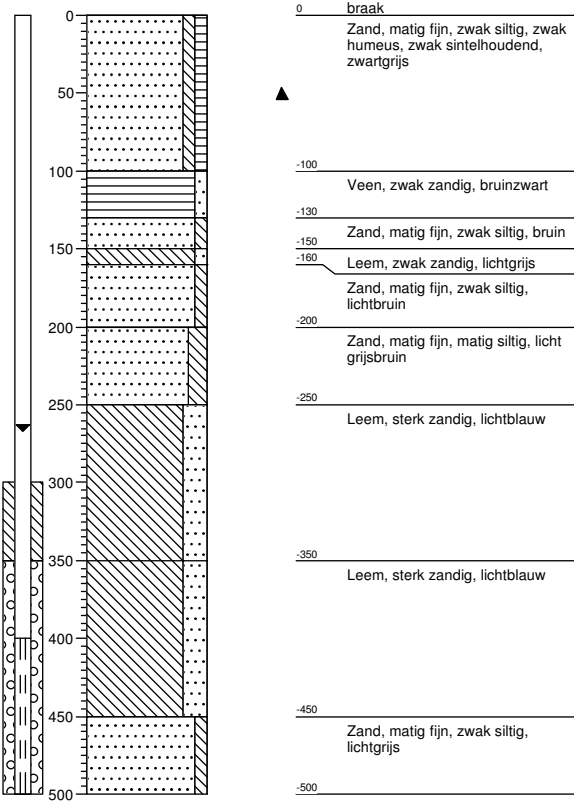 0
50
100
150
200
250
300
350
400
450
500
0
braak
Zand, matig fijn, zwak siltig, zwak
humeus, zwak sintelhoudend,
zwartgrijs
-100
Veen, zwak zandig, bruinzwart
-130
Zand, matig fijn, zwak siltig, bruin
-150
Leem, zwak zandig, lichtgrijs
-160
Zand, matig fijn, zwak siltig,
lichtbruin
-200
Zand, matig fijn, matig siltig, licht
grijsbruin
-250
Leem, sterk zandig, lichtblauw
-350
Leem, sterk zandig, lichtblauw
-450
Zand, matig fijn, zwak siltig,
lichtgrijs
-500